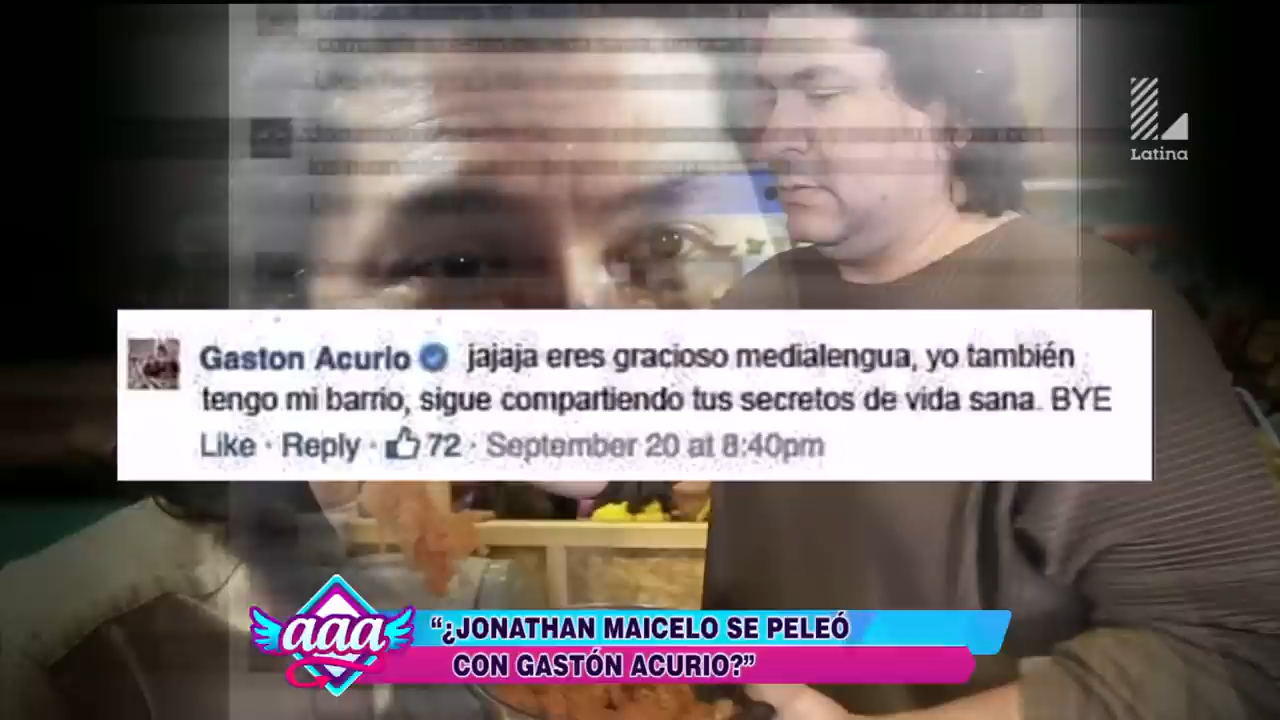 Latina
Gaston Acurio jajaja eres gracioso medialengua, yo también
tengo mi barrio, sigue compartiendo tus secretos de vida sana. BYE
Like · Reply · 72 · September 20 at 8:40pm
aaa
“¿JONATHAN MAICELO SE PELEÓ
CON GASTÓN ACURIO?”